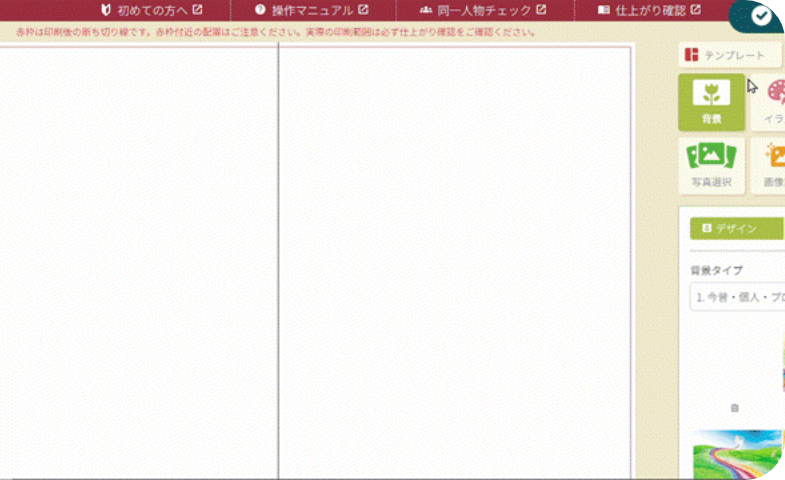 初めての方へ
操作マニュアル
同一人物チェック
仕上がり確認
赤枠は印刷後の断ち切り線です。赤枠付近の配置はご注意ください。実際の印刷範囲は必ず仕上がり確認をご確認ください。
テンプレート
背景
イラ
写真選択
画像
デザイン
背景タイプ
1. 今昔・個人・プロ